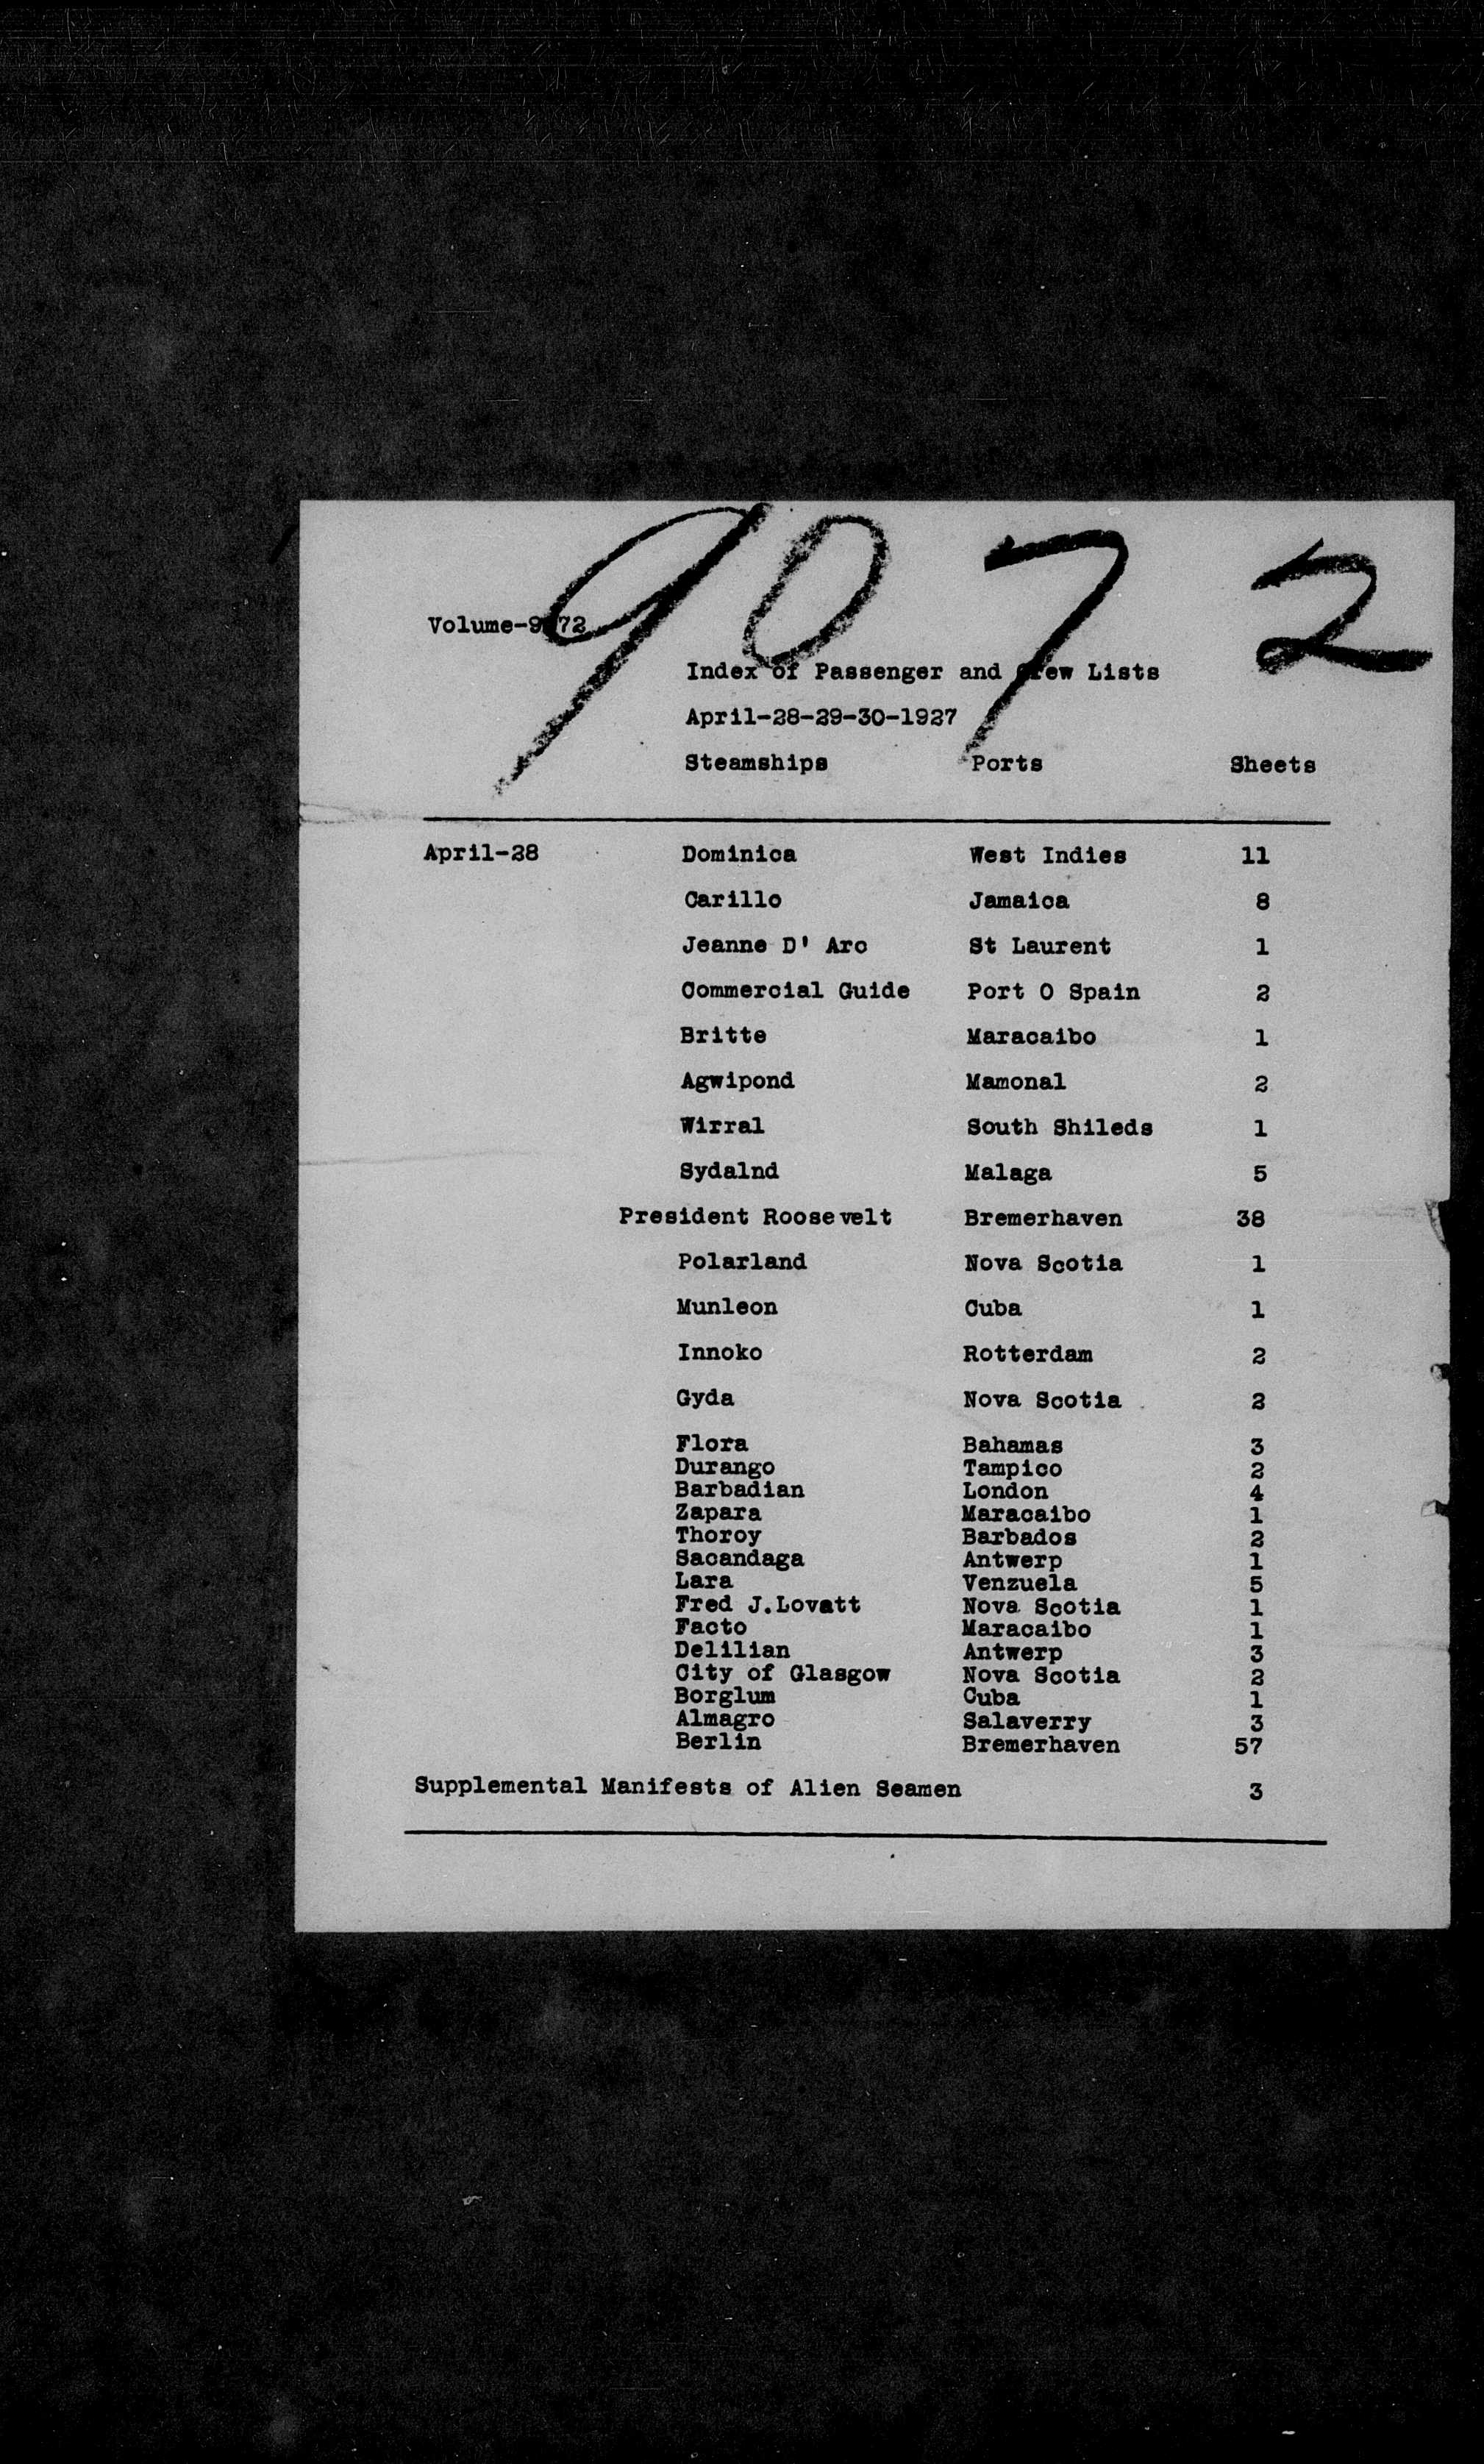 9072
Volume-9072
Index of Passenger and Crew Lists
April-28-29-30-1927
Steamships Ports Sheets
April-28 Dominica West Indies 11
Carillo Jamaica 8
Jeanne D' Arc St Laurent 1
Commercial Guide Port O Spain 2
Britte Maracaibo 1
Agwipond Mamonal 2
Wirral South Shileds 1
Sydalnd Malaga 5
President Roosevelt Bremerhaven 38
Polarland Nova Scotia 1
Munleon Cuba 1
Innoko Rotterdam 2
Gyda Nova Scotia 2
Flora Bahamas 3
Durango Tampico 2
Barbadian London 4
Zapara Maracaibo 1
Thoroy Barbados 2
Sacandaga Antwerp 1
Lara Venzuela 5
Fred J.Lovatt Nova Scotia 1
Facto Maracaibo 1
Delilian Antwerp 3
City of Glasgow Nova Scotia 2
Borglum Cuba 1
Almagro Salaverry 3
Berlin Bremerhaven 57
Supplemental Manifests of Alien Seamen 3